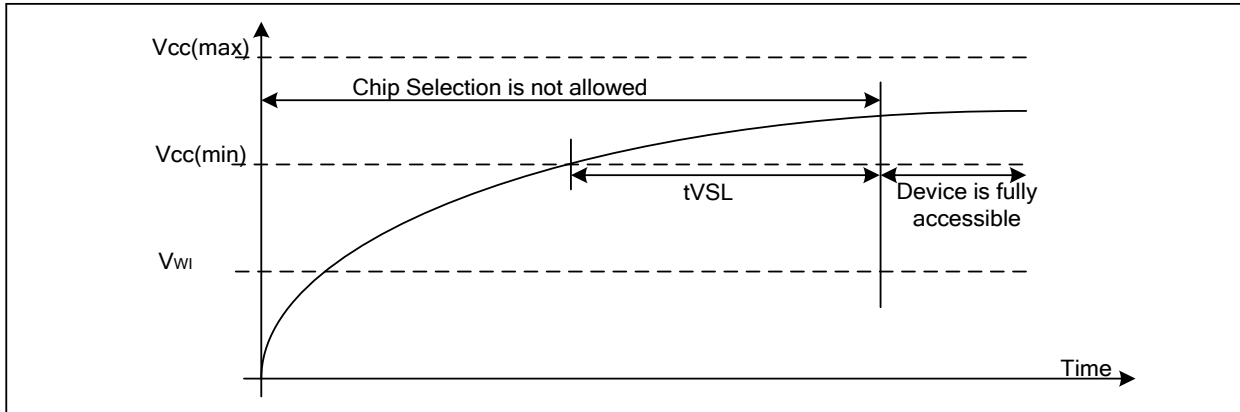 Vcc(max)
Chip Selection is not allowed
Vcc(min)
tVSL
Device is fully
accessible
VWI
Time